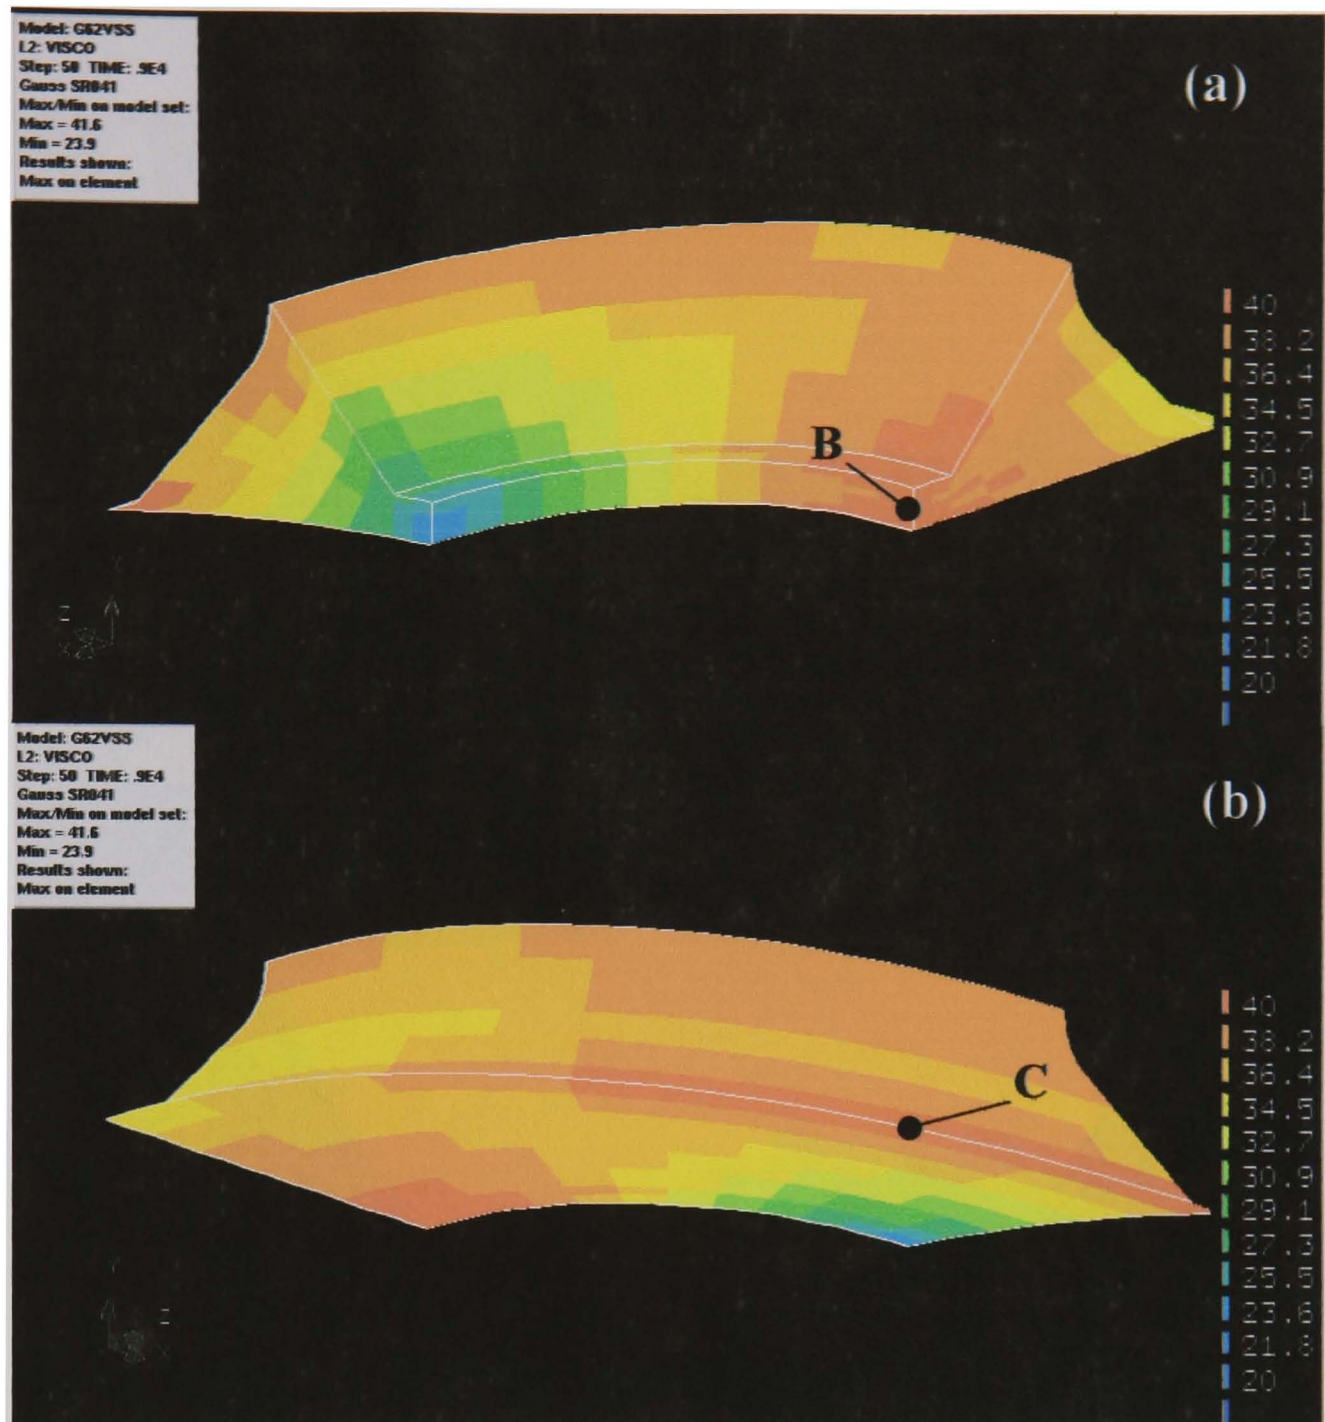 Model: G62VSS
L2: VISCO
Step: 50 TIME: .9E4
Gauss SR041
Max/Min on model set:
Max = 41.6
Min = 23.9
Results shown:
Max on element
(a)
40
38.2
36.4
34.5
32.7
30.9
29.1
27.3
25.5
23.6
21.8
20
B
Z
X
Model: G62VSS
L2: VISCO
Step: 50 TIME: .9E4
Gauss SR041
Max/Min on model set:
Max = 41.6
Min = 23.9
Results shown:
Max on element
(b)
40
38.2
36.4
34.5
32.7
30.9
29.1
27.3
25.5
23.6
21.8
20
C
Z